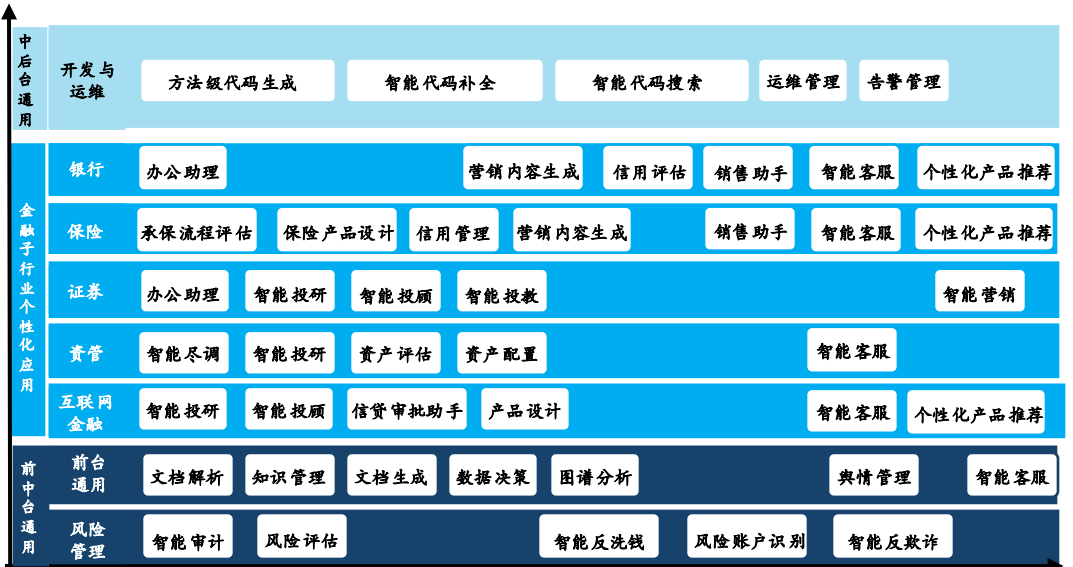 中后台通用
开发与
运维
方法级代码生成
智能代码补全
智能代码搜索
运维管理
告警管理
金融子行业个性化应用
银行
办公助理
营销内容生成
信用评估
销售助手
智能客服
个性化产品推荐
保险
承保流程评估
保险产品设计
信用管理
营销内容生成
销售助手
智能客服
个性化产品推荐
证券
办公助理
智能投研
智能投顾
智能投教
智能营销
资管
智能尽调
智能投研
资产评估
资产配置
智能客服
互联网
金融
智能投研
智能投顾
信贷审批助手
产品设计
智能客服
个性化产品推荐
前中台通用
前台
通用
文档解析
知识管理
文档生成
数据决策
图谱分析
舆情管理
智能客服
风险
管理
智能审计
风险评估
智能反洗钱
风险账户识别
智能反欺诈